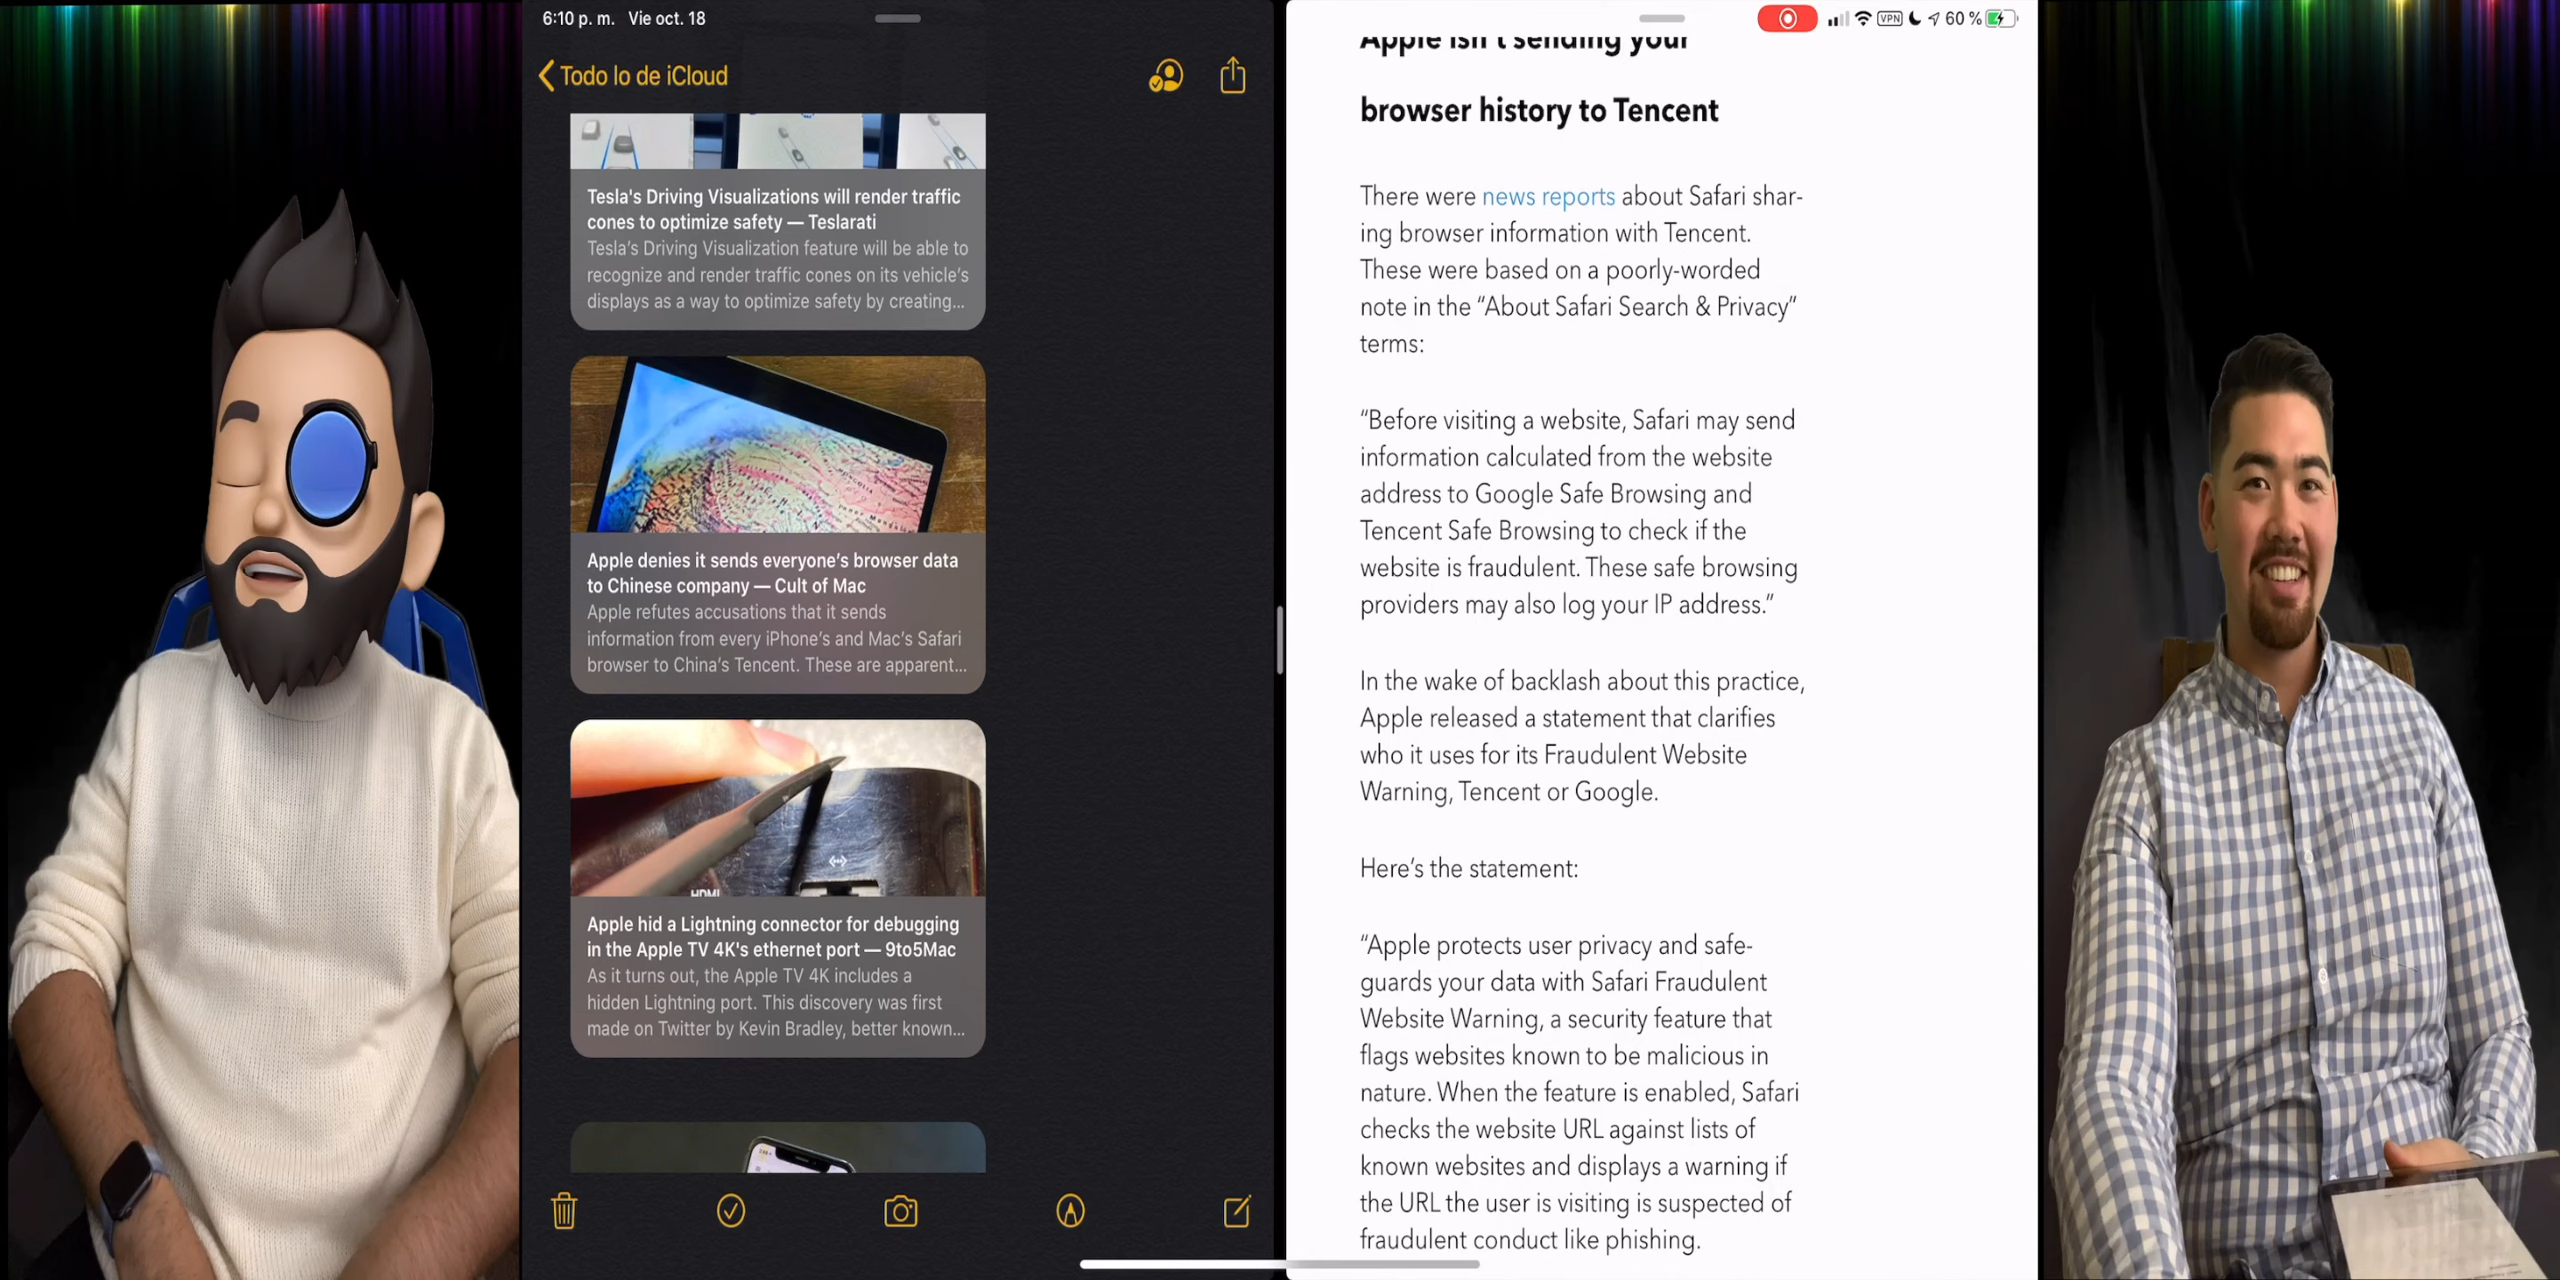 6:10 p. m. Vie oct. 18
Todo lo de iCloud
Tesla's Driving Visualizations will render traffic
cones to optimize safety — Teslarati
Tesla's Driving Visualization feature will be able to
recognize and render traffic cones on its vehicle's
displays as a way to optimize safety by creating...
Apple denies it sends everyone's browser data
to Chinese company — Cult of Mac
Apple refutes accusations that it sends
information from every iPhone's and Mac's Safari
browser to China's Tencent. These are apparent...
HDMI
Apple hid a Lightning connector for debugging
in the Apple TV 4K's ethernet port — 9to5Mac
As it turns out, the Apple TV 4K includes a
hidden Lightning port. This discovery was first
made on Twitter by Kevin Bradley, better known...
VPN 60 %
Apple isn't sending your
browser history to Tencent
There were news reports about Safari shar-
ing browser information with Tencent.
These were based on a poorly-worded
note in the “About Safari Search & Privacy”
terms:
“Before visiting a website, Safari may send
information calculated from the website
address to Google Safe Browsing and
Tencent Safe Browsing to check if the
website is fraudulent. These safe browsing
providers may also log your IP address.”
In the wake of backlash about this practice,
Apple released a statement that clarifies
who it uses for its Fraudulent Website
Warning, Tencent or Google.
Here's the statement:
“Apple protects user privacy and safe-
guards your data with Safari Fraudulent
Website Warning, a security feature that
flags websites known to be malicious in
nature. When the feature is enabled, Safari
checks the website URL against lists of
known websites and displays a warning if
the URL the user is visiting is suspected of
fraudulent conduct like phishing.